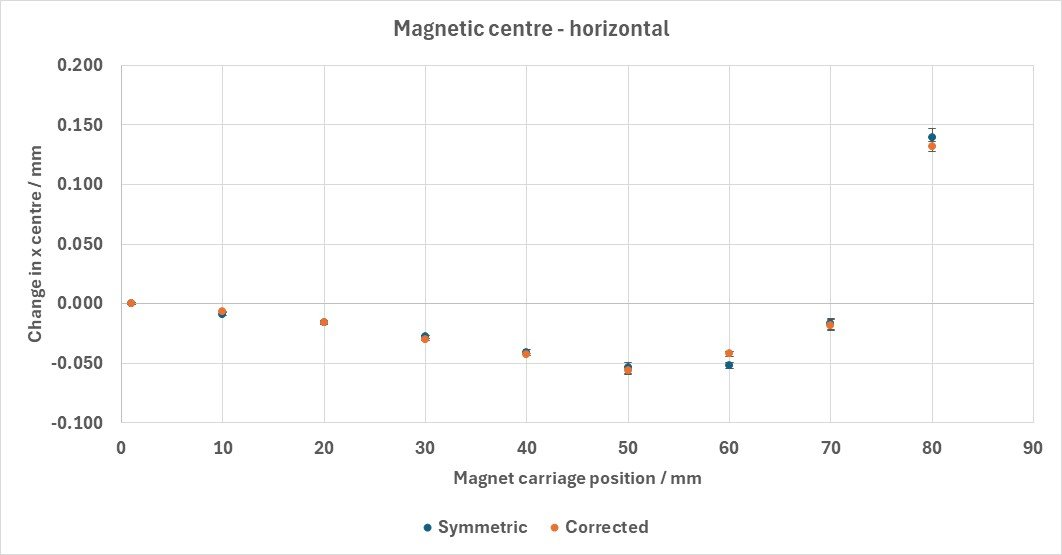 Magnetic centre - horizontal
0.200
0.150
0.100
0.050
0.000
-0.050
-0.100
Change in x centre / mm
0 10 20 30 40 50 60 70 80 90
Magnet carriage position / mm
Symmetric Corrected